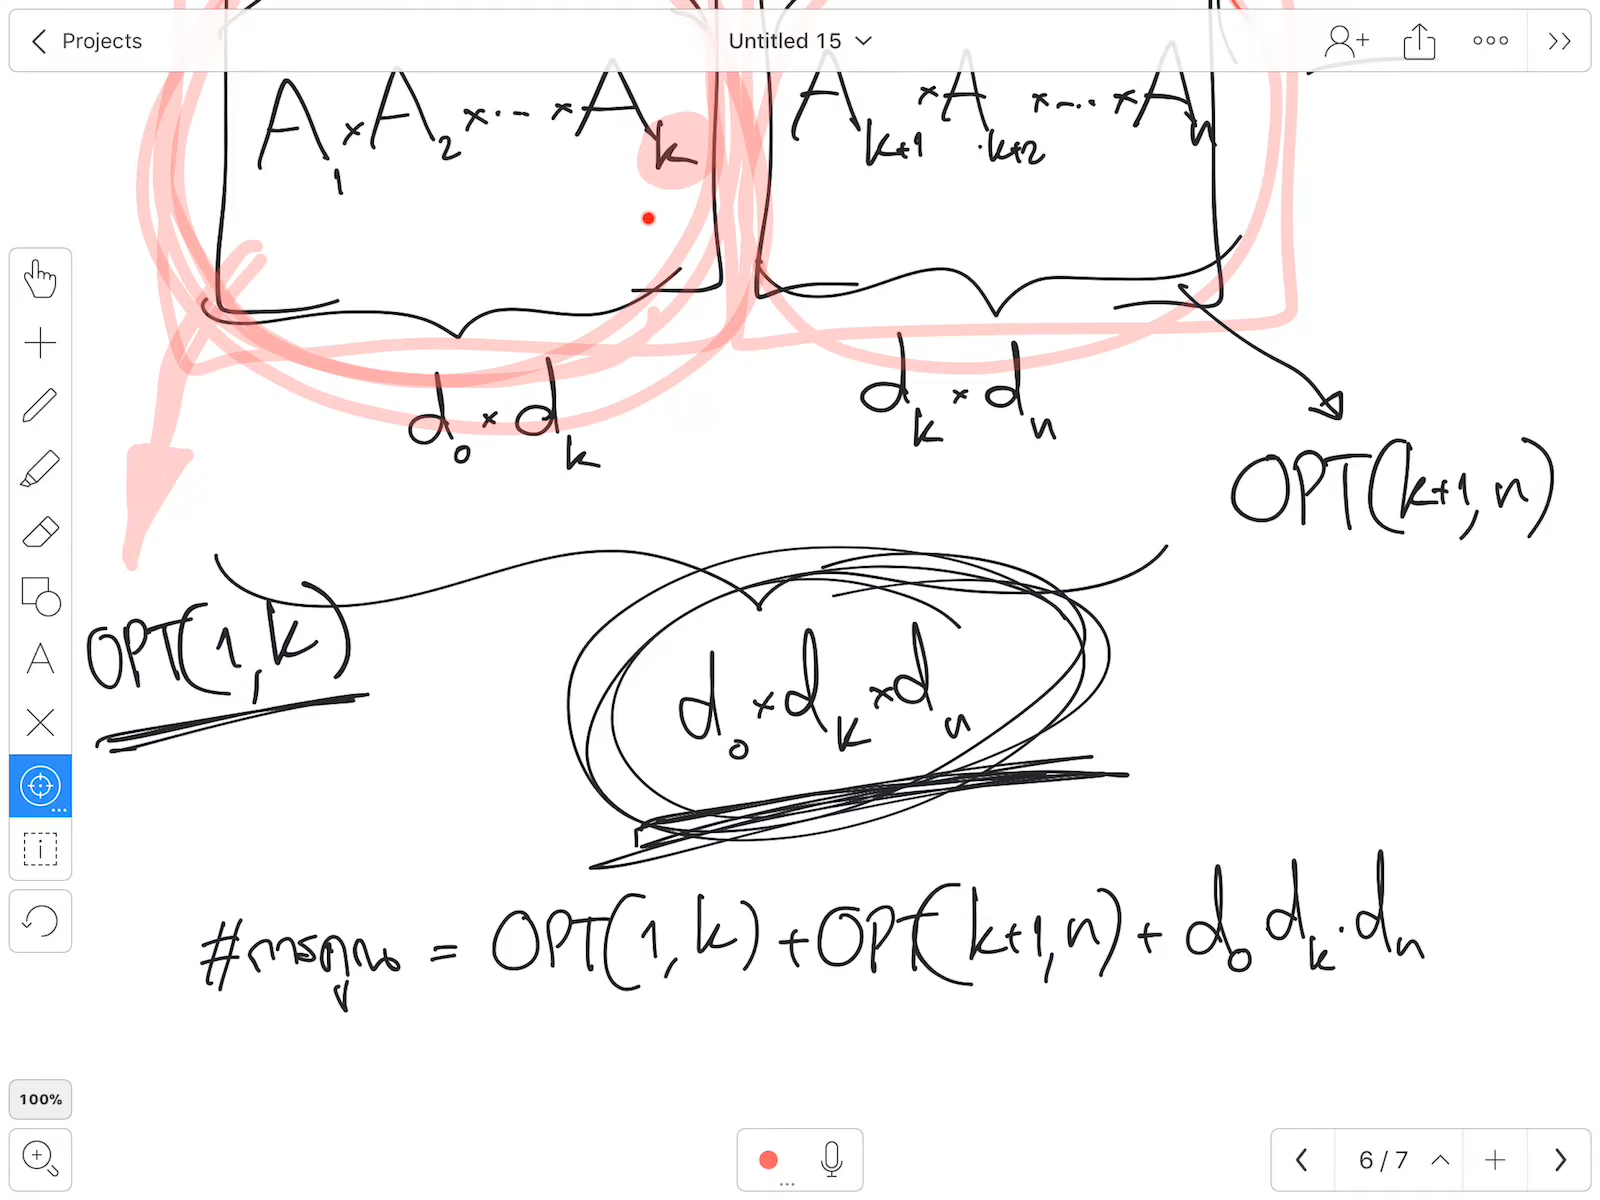 Projects
Untitled 15
A₁ × A₂ × ... × Aₖ
Aₖ₊₁ × Aₖ₊₂ × ... × Aₙ
d₀ × dₖ
dₖ × dₙ
OPT(k+1, n)
OPT(1, k)
d₀ × dₖ × dₙ
#การคูณ = OPT(1, k) + OPT(k+1, n) + d₀ dₖ · dₙ
100%
6 / 7